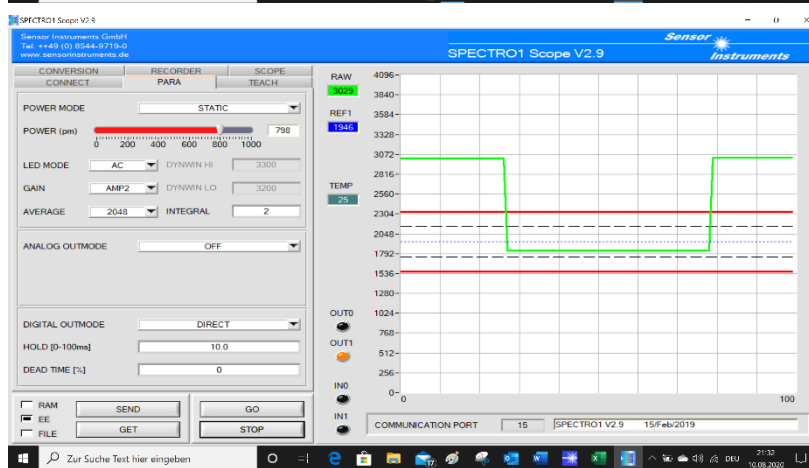 SPECTRO1 Scope V2.9
Sensor Instruments GmbH
Tel. ++49 (0) 8544-9719-0
www.sensorinstruments.de
SPECTRO1 Scope V2.9
Sensor
Instruments
CONVERSION RECORDER SCOPE
CONNECT PARA TEACH
POWER MODE STATIC
POWER (pm) 798
0 200 400 600 800 1000
LED MODE AC DYNWIN HI 3300
GAIN AMP2 DYNWIN LO 3200
AVERAGE 2048 INTEGRAL 2
ANALOG OUTMODE OFF
DIGITAL OUTMODE DIRECT
HOLD [0-100ms] 10.0
DEAD TIME [%] 0
RAM
EE
FILE
SEND GO
GET STOP
RAW
3029
REF1
1946
TEMP
25
OUT0
OUT1
IN0
IN1
4096
3840
3584
3328
3072
2816
2560
2304
2048
1792
1536
1280
1024
768
512
256
0
0 100
COMMUNICATION PORT 15 SPECTRO1 V2.9 15/Feb/2019
Zur Suche Text hier eingeben
17
DEU
21:32
10.08.2020